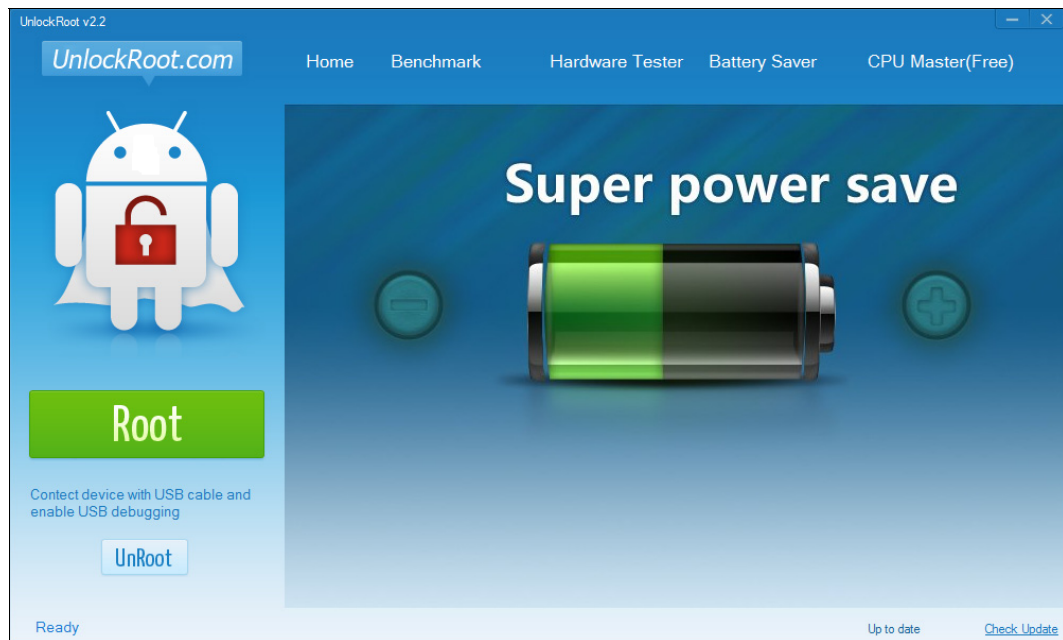 UnlockRoot v2.2
UnlockRoot.com
Home Benchmark Hardware Tester Battery Saver CPU Master(Free)
Super power save
Root
Contect device with USB cable and
enable USB debugging
UnRoot
Ready
Up to date Check Update